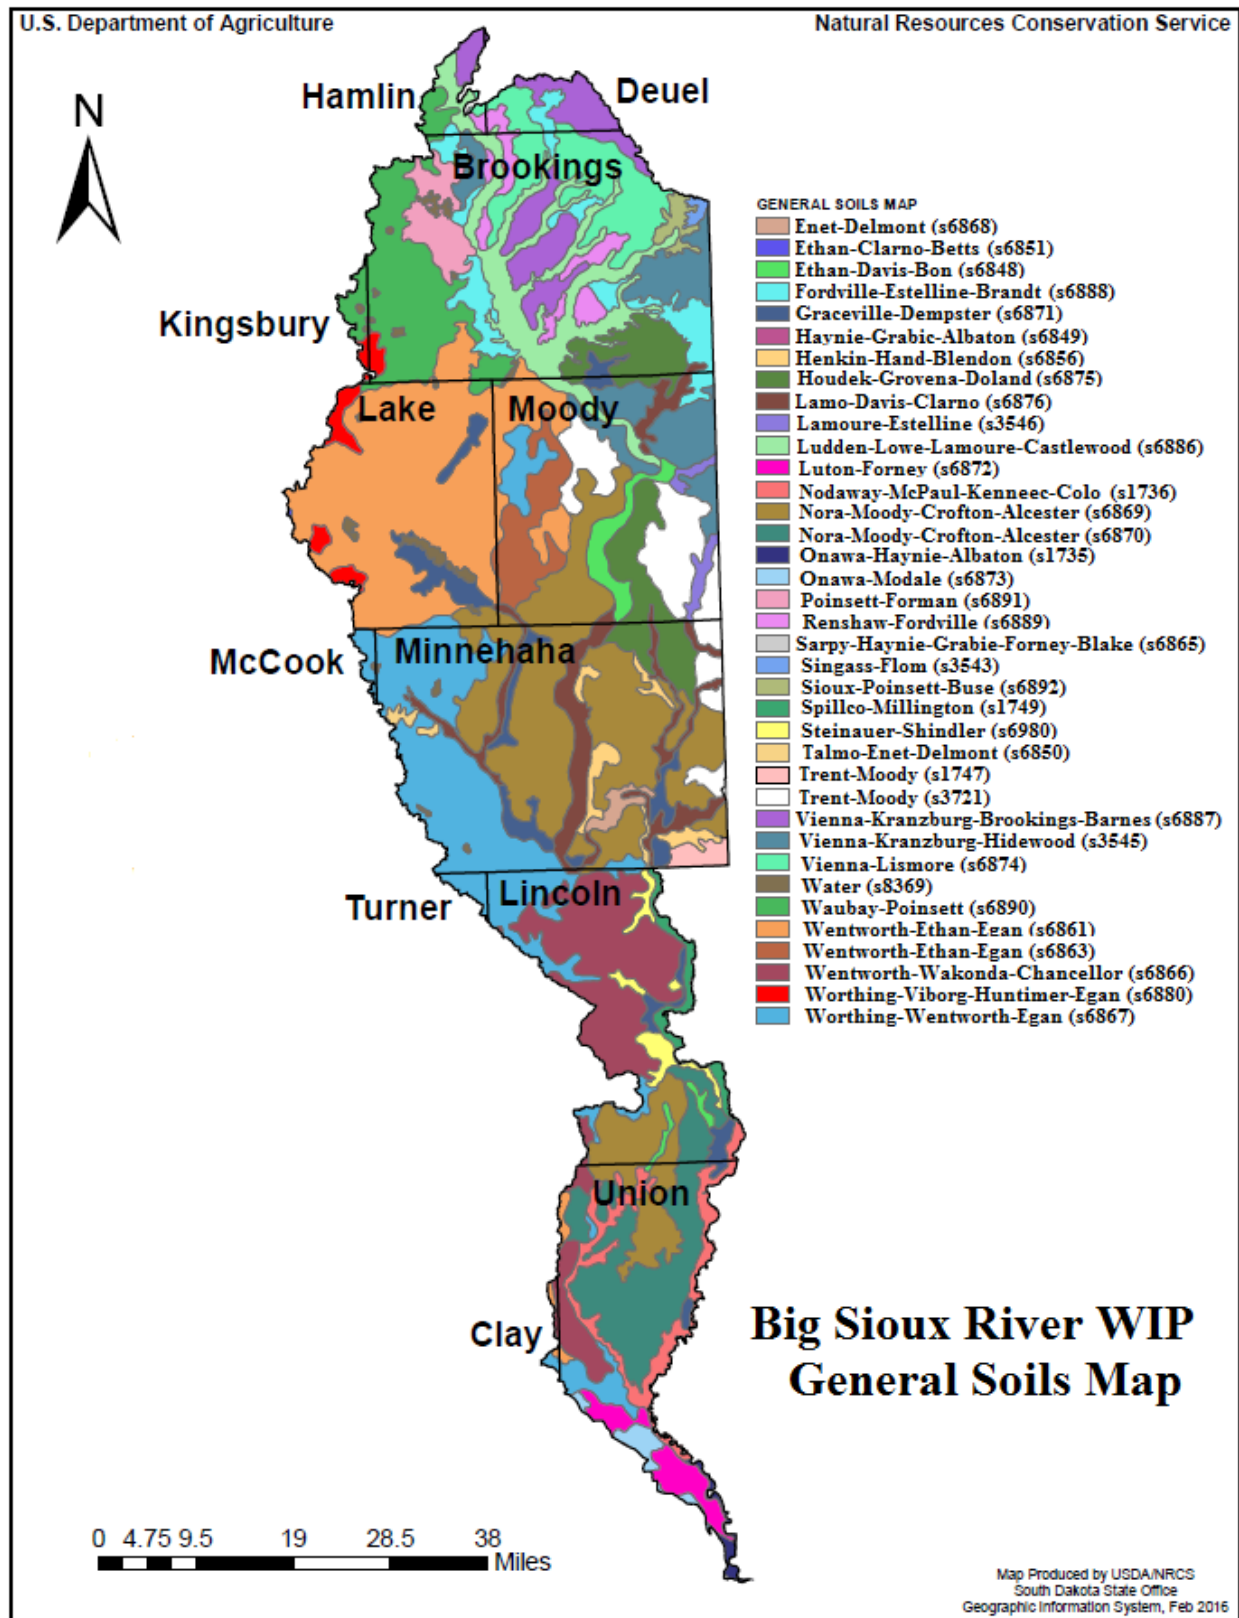 U.S. Department of Agriculture
Natural Resources Conservation Service
N
Hamlin
Deuel
Brookings
Kingsbury
Lake
Moody
McCook
Minnehaha
Turner
Lincoln
Union
Clay
GENERAL SOILS MAP
Enet-Delmont (s6868)
Ethan-Clarno-Betts (s6851)
Ethan-Davis-Bon (s6848)
Fordville-Estelline-Brandt (s6888)
Graceville-Dempster (s6871)
Haynie-Grabic-Albaton (s6849)
Henkin-Hand-Blendon (s6856)
Houdek-Grovena-Doland (s6875)
Lamo-Davis-Clarno (s6876)
Lamoure-Estelline (s3546)
Ludden-Lowe-Lamoure-Castlewood (s6886)
Luton-Forney (s6872)
Nodaway-McPaul-Kenneec-Colo (s1736)
Nora-Moody-Crofton-Alcester (s6869)
Nora-Moody-Crofton-Alcester (s6870)
Onawa-Haynie-Albaton (s1735)
Onawa-Modale (s6873)
Poinsett-Forman (s6891)
Renshaw-Fordville (s6889)
Sarpy-Haynie-Grabie-Forney-Blake (s6865)
Singass-Flom (s3543)
Sioux-Poinsett-Buse (s6892)
Spillco-Millington (s1749)
Steinauer-Shindler (s6980)
Talmo-Enet-Delmont (s6850)
Trent-Moody (s1747)
Trent-Moody (s3721)
Vienna-Kranzburg-Brookings-Barnes (s6887)
Vienna-Kranzburg-Hidewood (s3545)
Vienna-Lismore (s6874)
Water (s8369)
Waubay-Poinsett (s6890)
Wentworth-Ethan-Egan (s6861)
Wentworth-Ethan-Egan (s6863)
Wentworth-Wakonda-Chancellor (s6866)
Worthing-Viborg-Huntimer-Egan (s6880)
Worthing-Wentworth-Egan (s6867)
Big Sioux River WIP
General Soils Map
0 4.75 9.5 19 28.5 38
Miles
Map Produced by USDA/NRCS
South Dakota State Office
Geographic Information System, Feb 2016